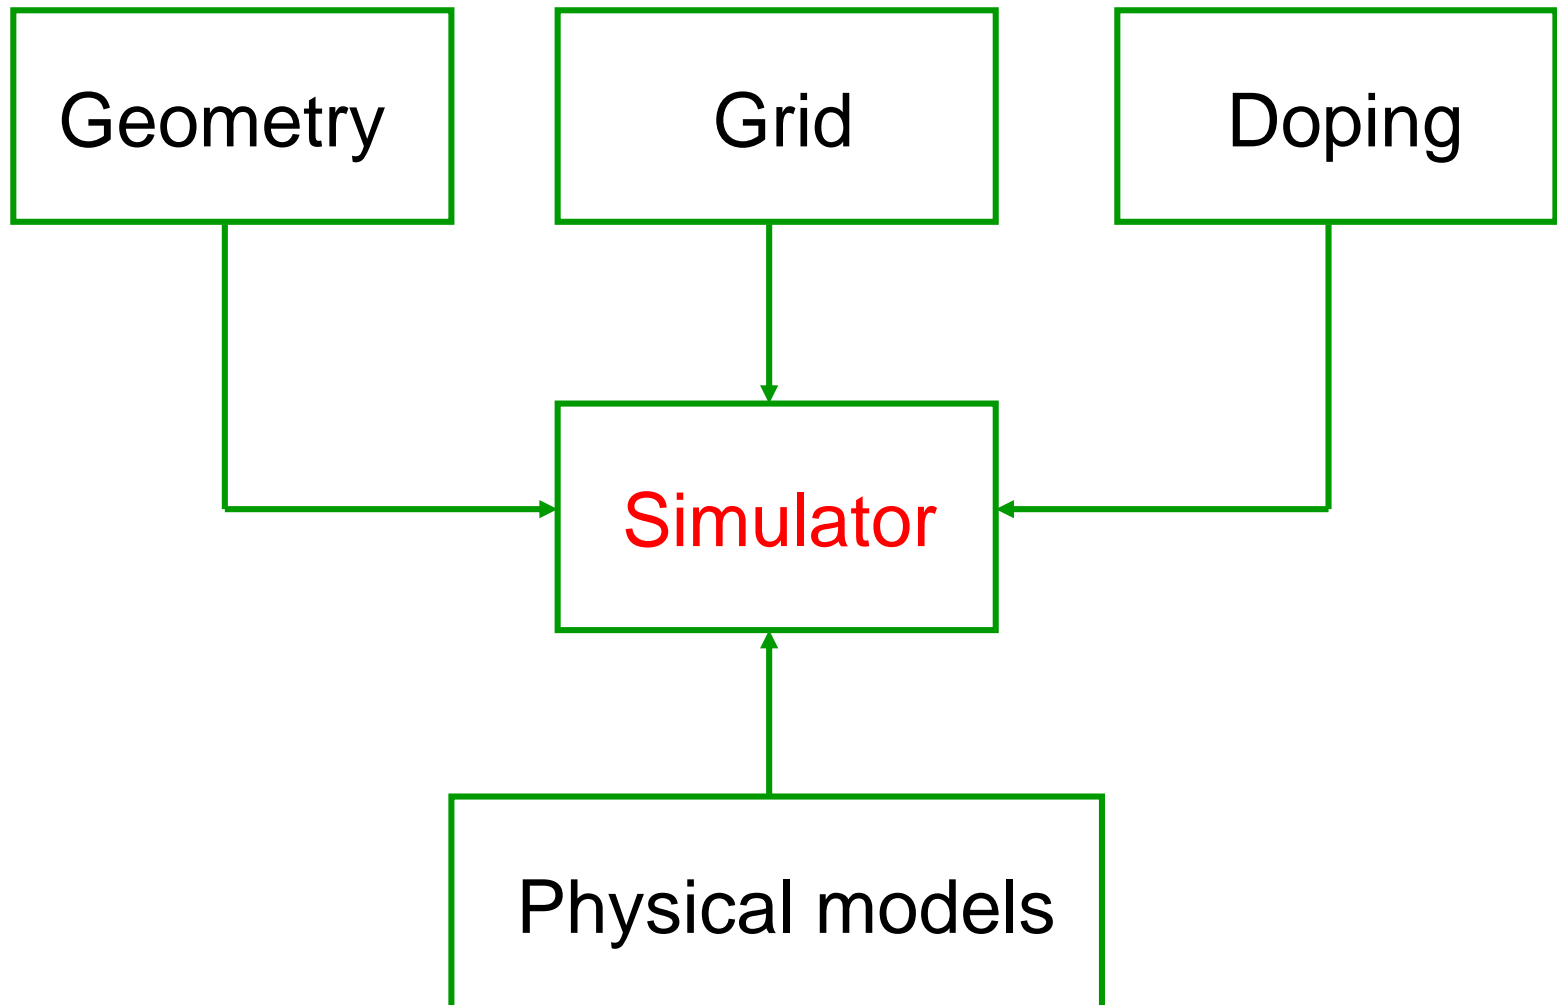 Geometry
Grid
Doping
Simulator
Physical models